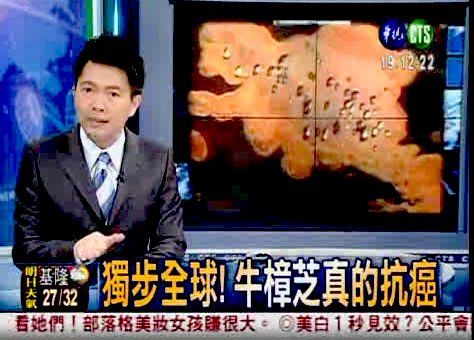 華視 CTS
19:12:22
明日天氣
基隆
27/32
獨步全球!牛樟芝真的抗癌
看她們!部落格美妝女孩賺很大。◎美白1秒見效?公平會